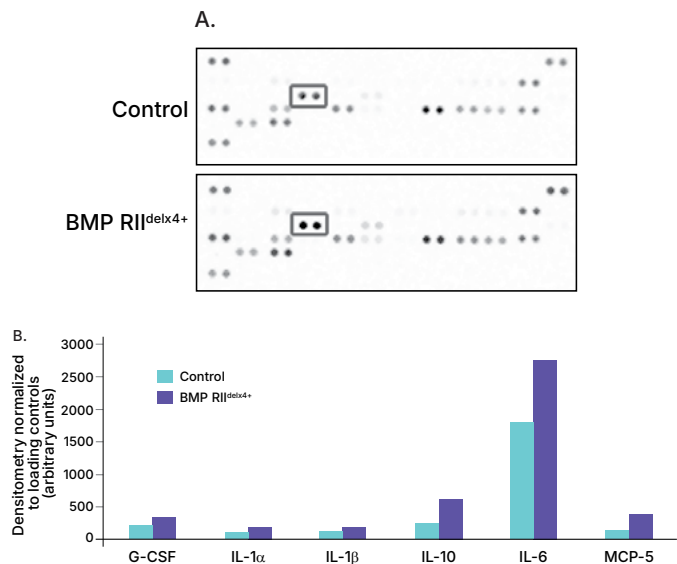 A.
Control
BMP RIIdelx4+
B.
Densitometry normalized
to loading controls
(arbitrary units)
3000
2500
2000
1500
1000
500
0
Control
BMP RIIdelx4+
G-CSF
IL-1α
IL-1β
IL-10
IL-6
MCP-5